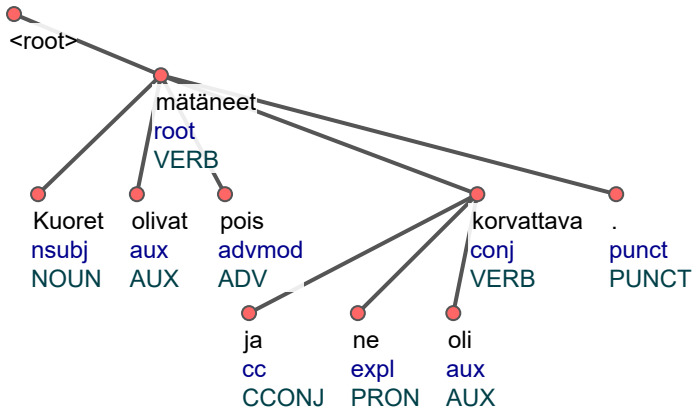 <root>
mätäneet
root
VERB
Kuoret olivat pois korvattava .
nsubj aux advmod conj punct
NOUN AUX ADV VERB PUNCT
ja ne oli
cc expl aux
CCONJ PRON AUX